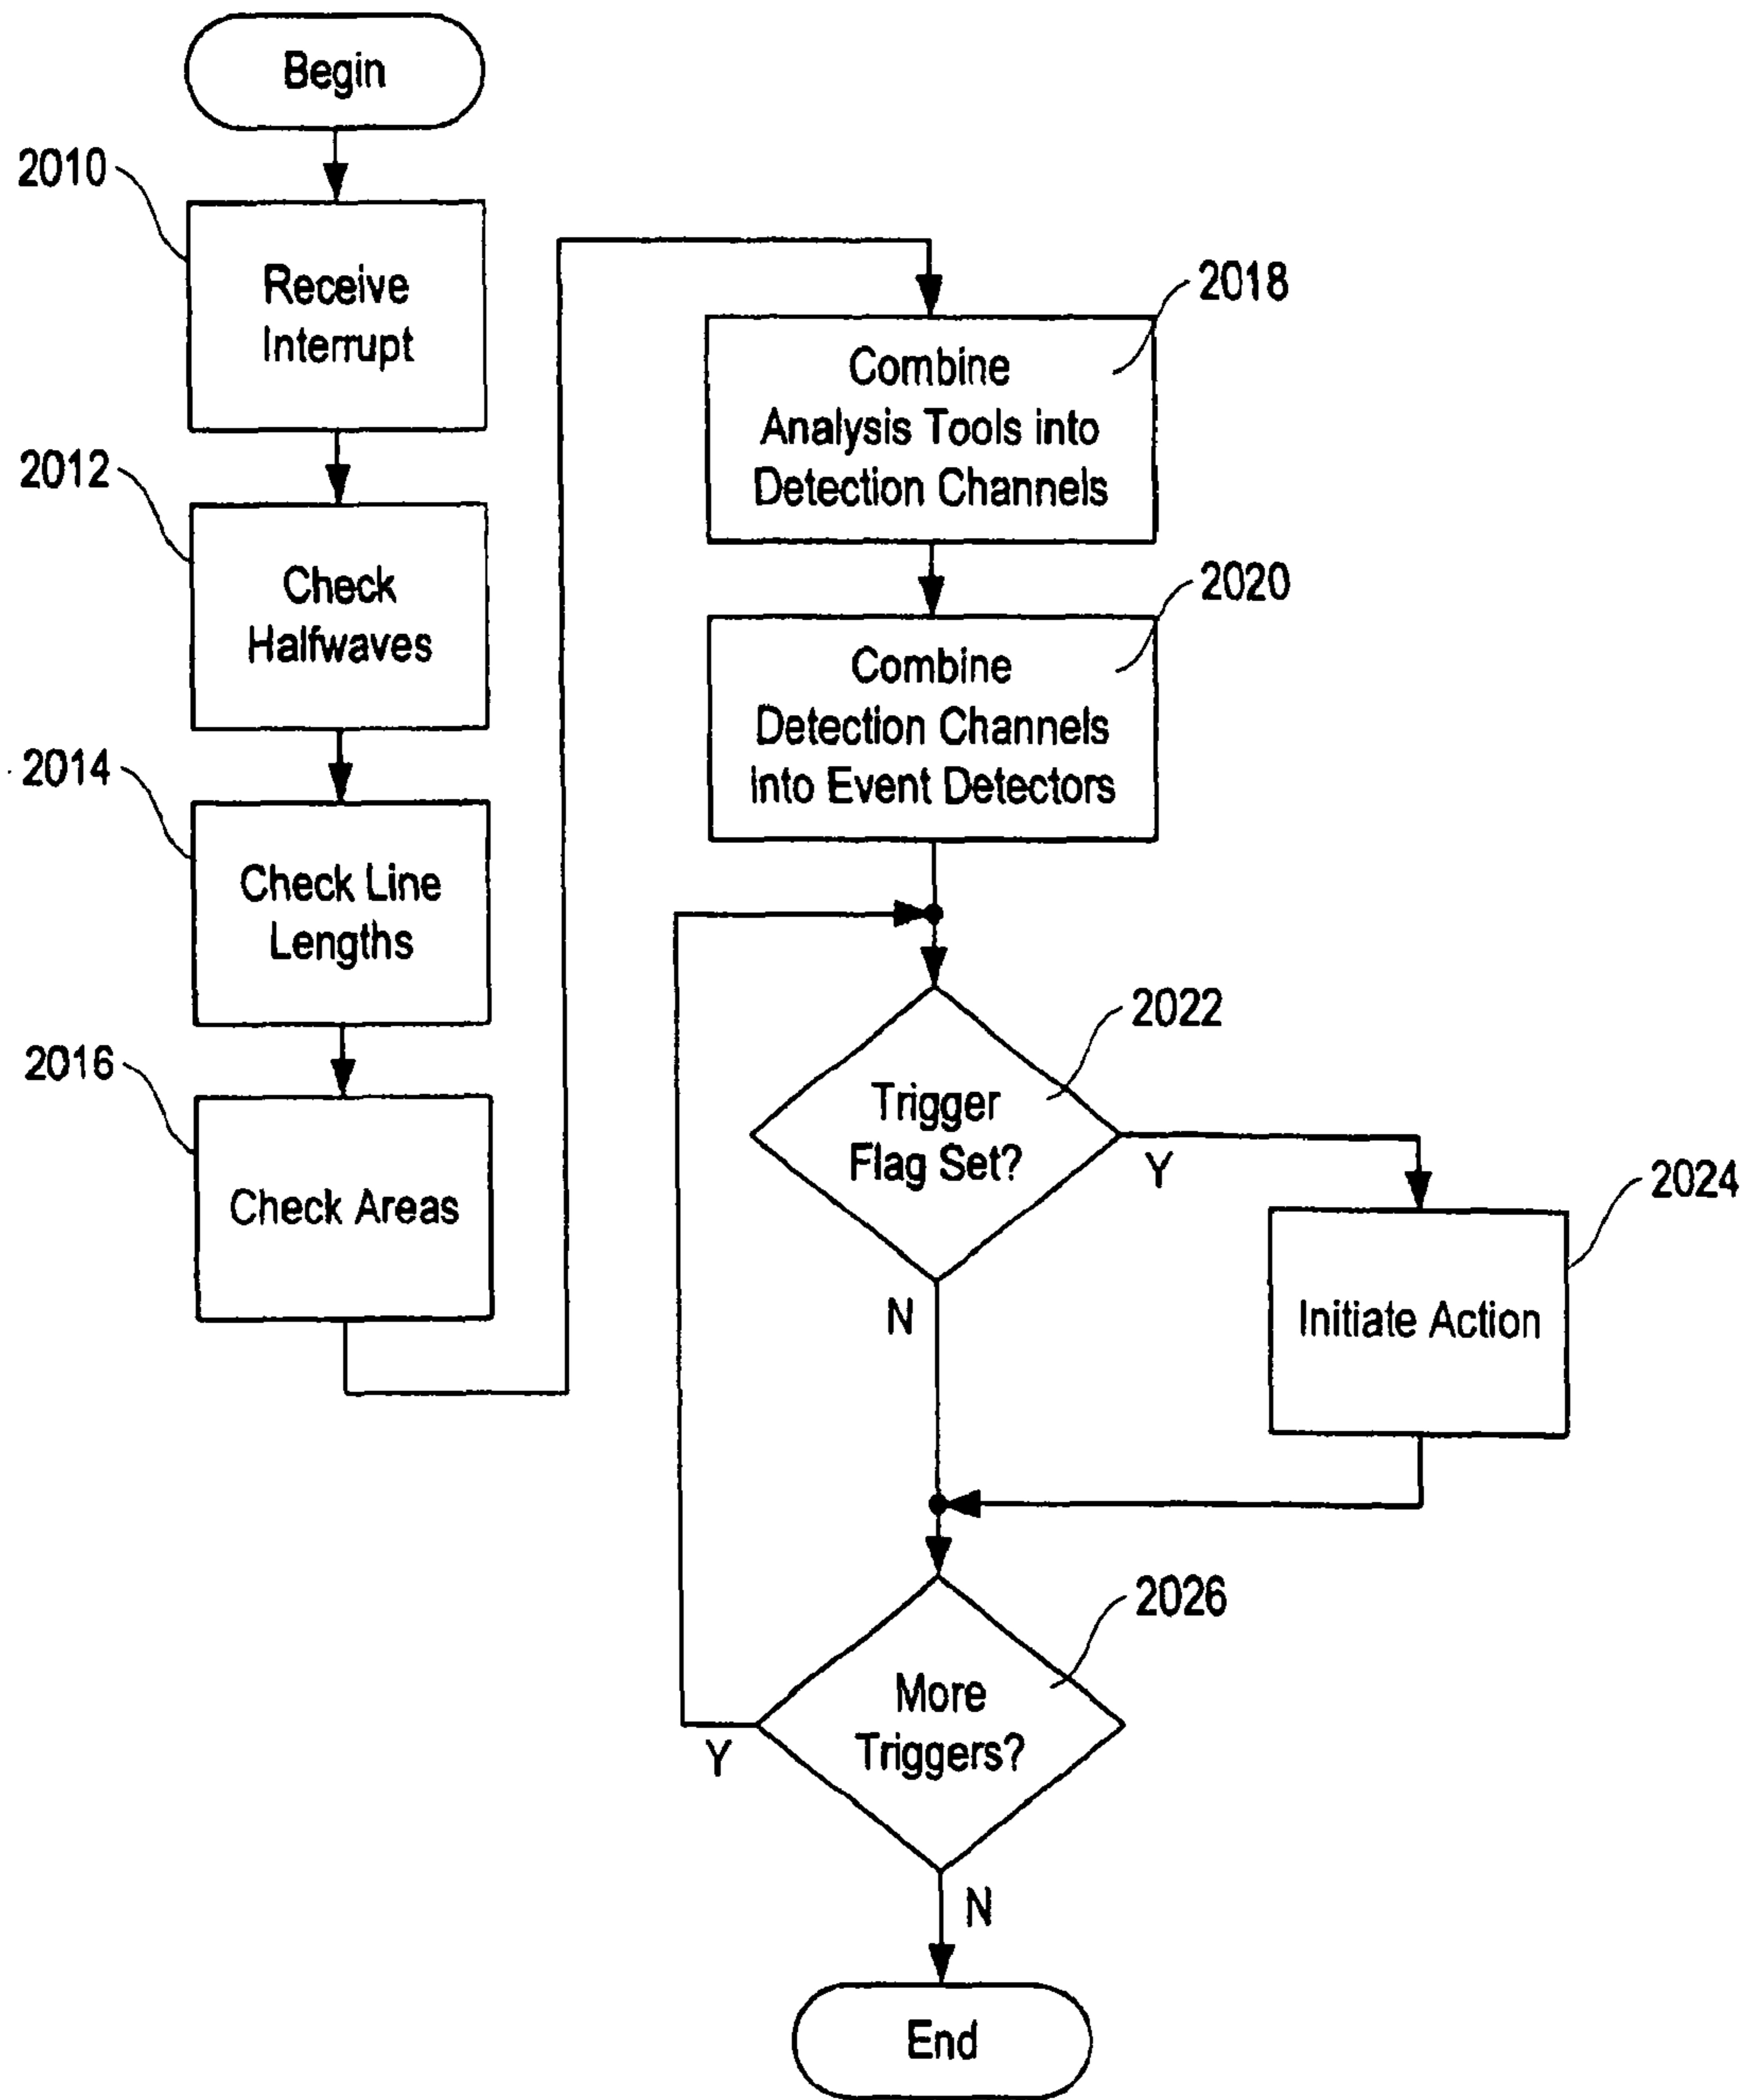 Begin
2010
Receive
Interrupt
2012
Check
Halfwaves
2014
Check Line
Lengths
2016
Check Areas
2018
Combine
Analysis Tools into
Detection Channels
2020
Combine
Detection Channels
into Event Detectors
2022
Trigger
Flag Set?
Y
N
2024
Initiate Action
2026
More
Triggers?
Y
N
End